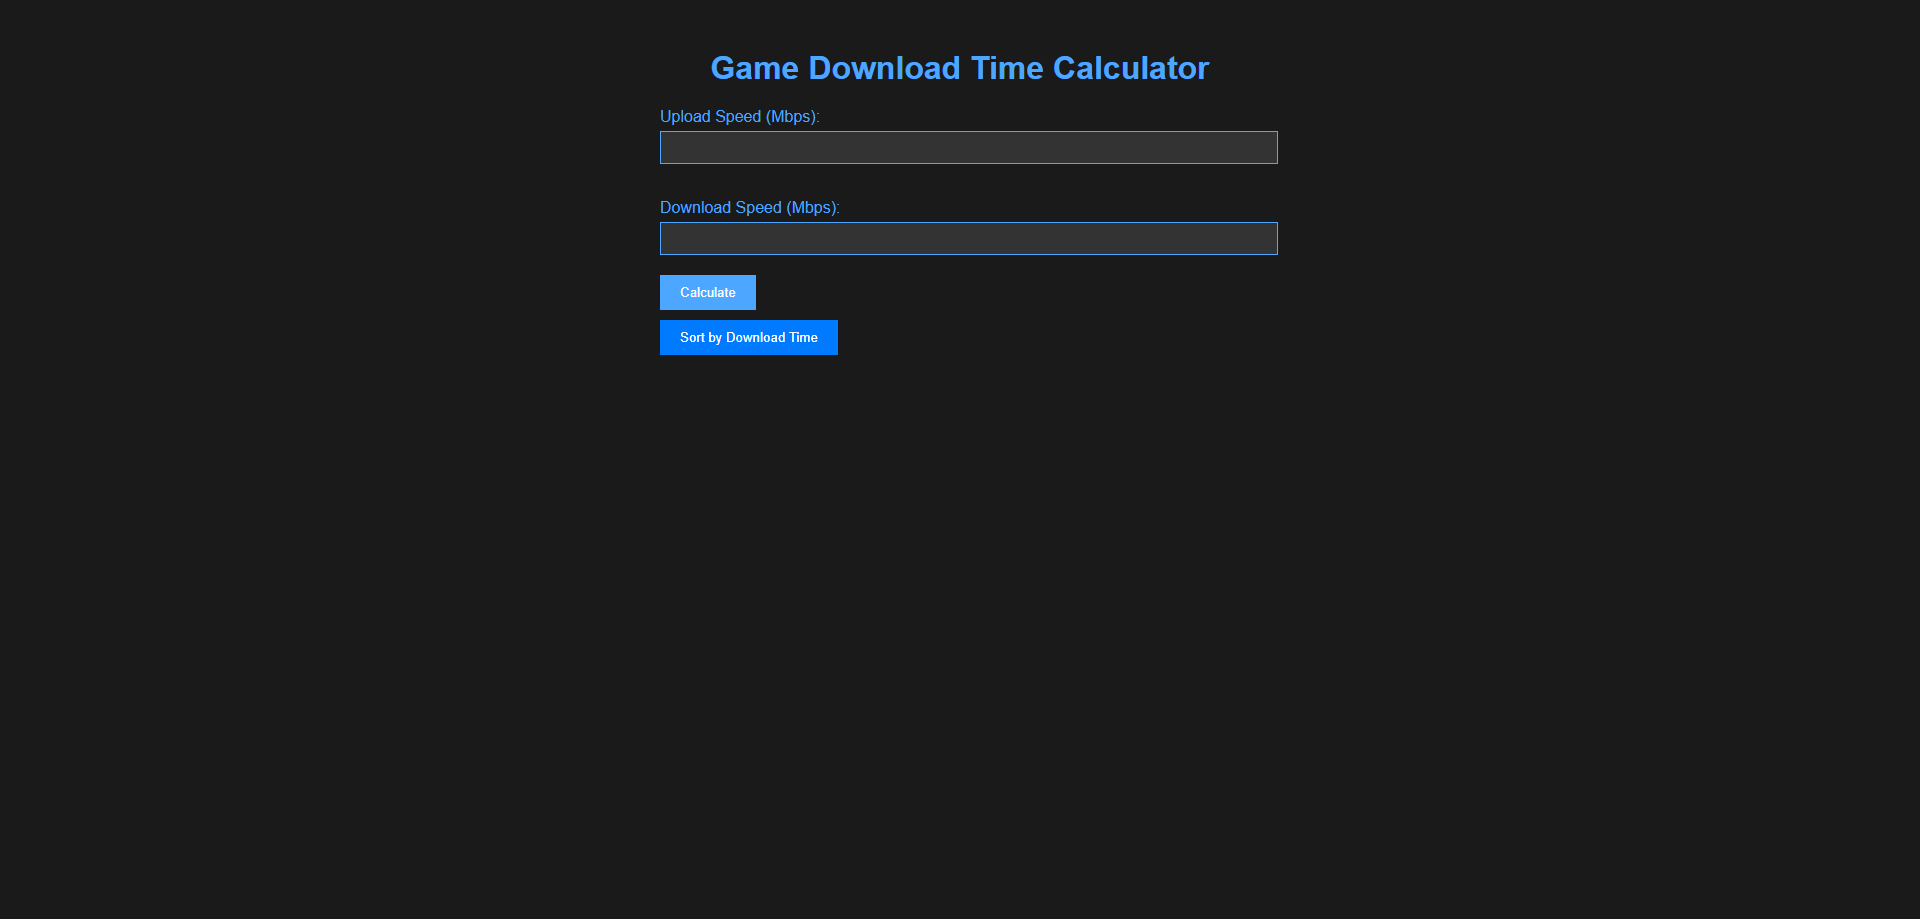 Game Download Time Calculator
Upload Speed (Mbps):
Download Speed (Mbps):
Calculate
Sort by Download Time